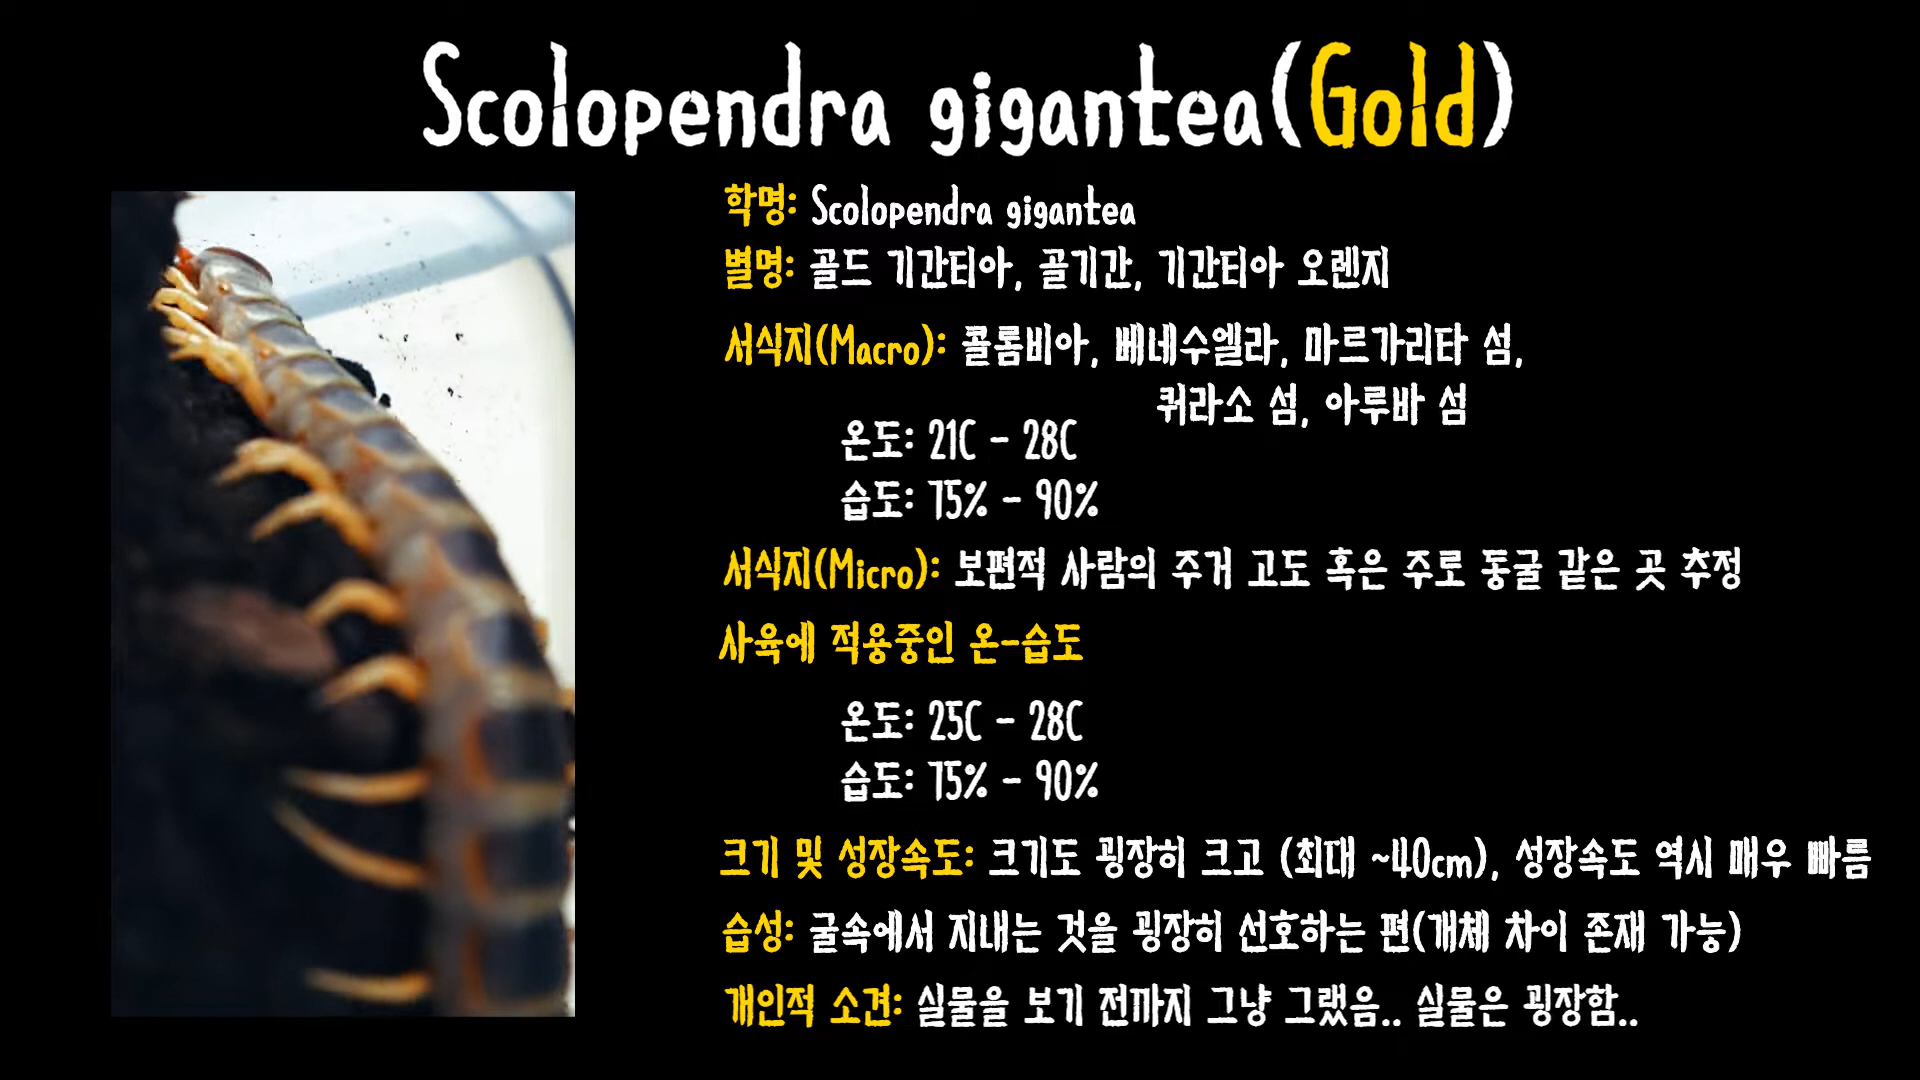 Scolopendra gigantea(Gold)
학명: Scolopendra gigantea
별명: 골드 기간티아, 골기간, 기간티아 오렌지
서식지(Macro): 콜롬비아, 베네수엘라, 마르가리타 섬,
퀴라소 섬, 아루바 섬
온도: 21C - 28C
습도: 75% - 90%
서식지(Micro): 보편적 사람의 주거 고도 혹은 주로 동굴 같은 곳 추정
사육에 적용중인 온-습도
온도: 25C - 28C
습도: 75% - 90%
크기 및 성장속도: 크기도 굉장히 크고 (최대 ~40cm), 성장속도 역시 매우 빠름
습성: 굴속에서 지내는 것을 굉장히 선호하는 편(개체 차이 존재 가능)
개인적 소견: 실물을 보기 전까지 그냥 그랬음.. 실물은 굉장함..